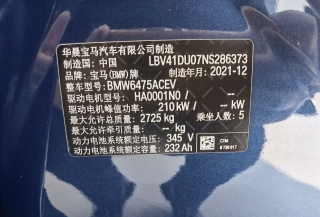 华晨宝马汽车有限公司制造
制造国：中国 LBV41DU07NS286373
品牌：宝马(BMW)牌 制造年月：2021-12
整车型号：BMW6475ACEV
驱动电机型号：HA0001N0 / --
驱动电机峰值功率： 210 kW/-- kW
最大允许总质量： 2725 kg 乘坐人数：5
最大允许牵引质量： -- kg
动力电池系统额定电压： 345 V
动力电池系统额定容量： 232 Ah